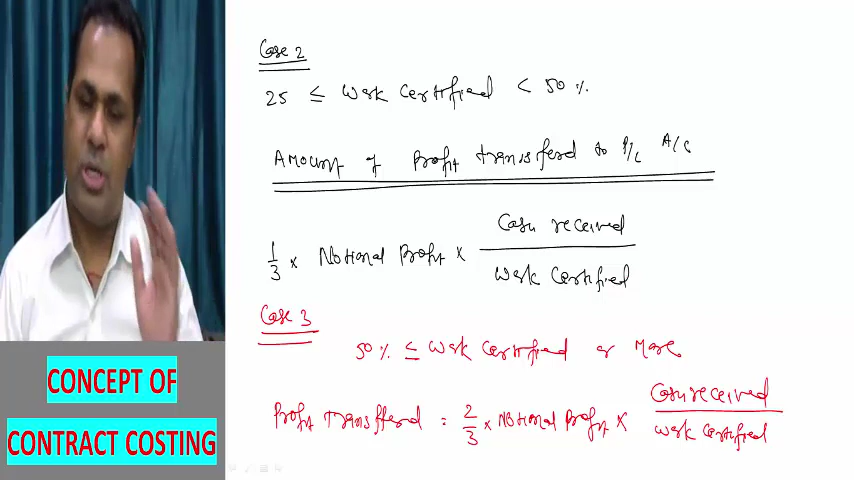 Case 2
25 ≤ Work Certified < 50 %
Amount of Profit transferd to P/L A/C
1/3 × Notional Profit × Cash received / Work Certified
Case 3
50 % ≤ Work Certified or More
Profit Transfferd = 2/3 × Notional Profit × Cash received / Work Certified
CONCEPT OF
CONTRACT COSTING